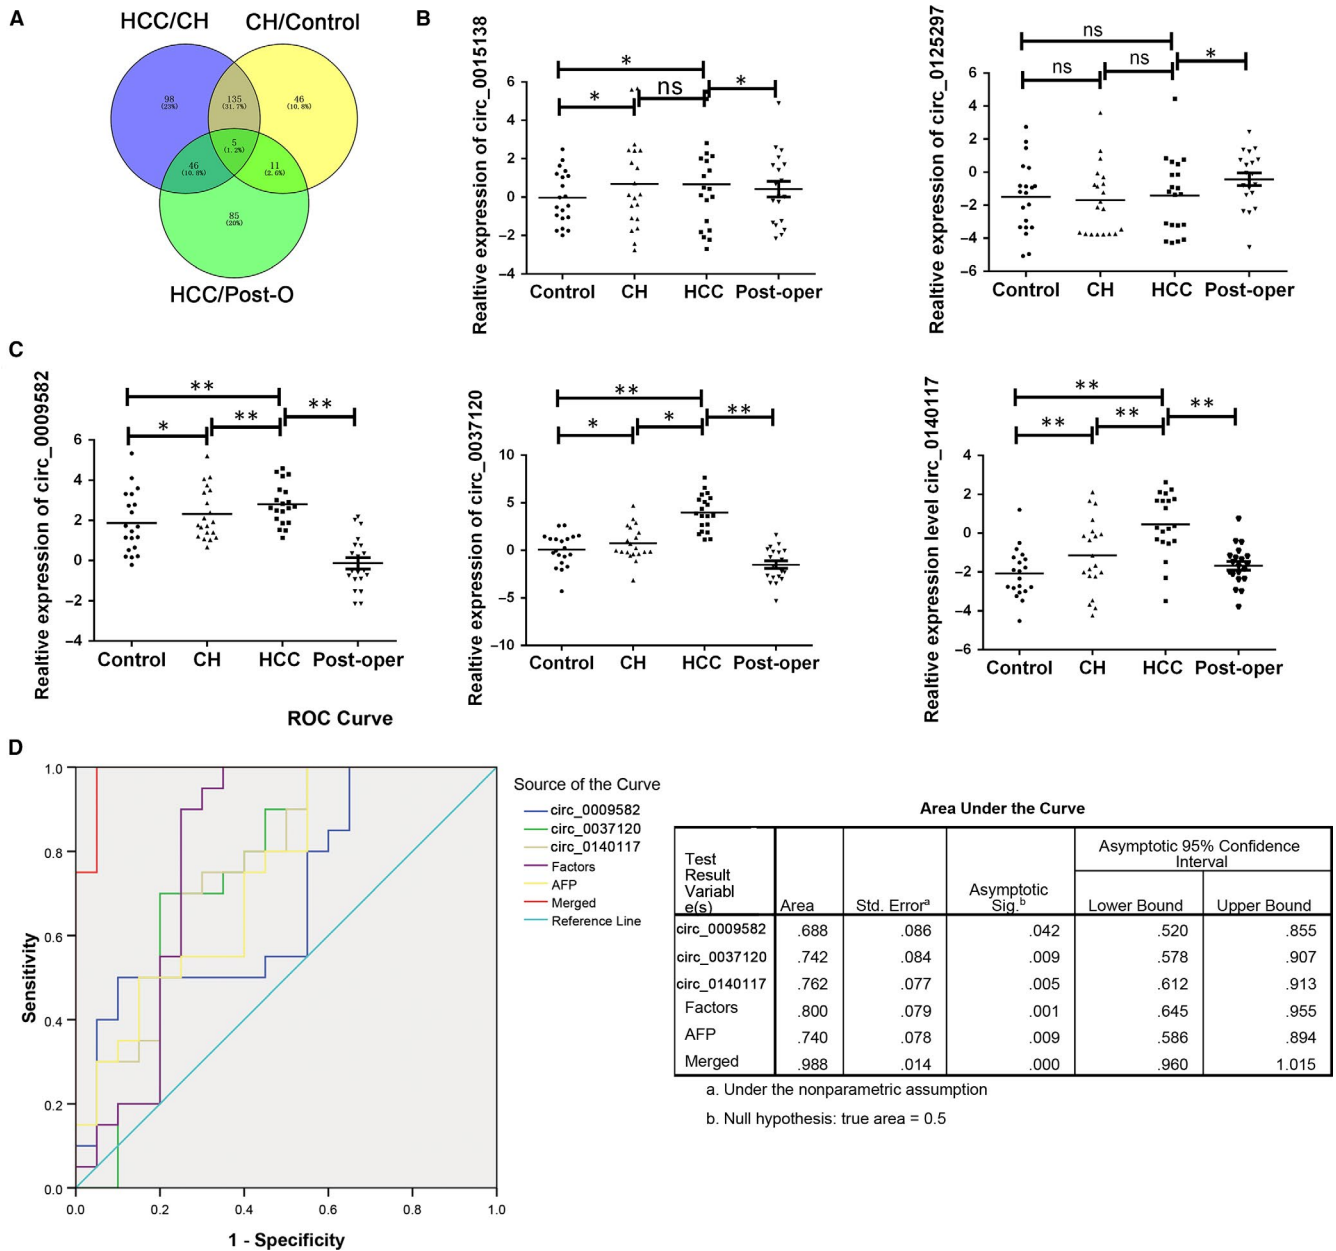 A
HCC/CH
CH/Control
98
(23%)
135
(31.7%)
46
(10.8%)
5
(1.2%)
46
(10.8%)
11
(2.6%)
85
(20%)
HCC/Post-O
B
Realtive expression of circ_0015138
6
4
2
0
−2
−4
*
*
ns
*
Control CH HCC Post-oper
Realtive expression of circ_0125297
6
4
2
0
−2
−4
−6
ns
ns
ns
*
Control CH HCC Post-oper
C
Realtive expression of circ_0009582
6
4
2
0
−2
−4
**
*
**
**
Control CH HCC Post-oper
Realtive expression of circ_0037120
10
5
0
−5
−10
**
*
*
**
Control CH HCC Post-oper
Realtive expression level circ_0140117
4
2
0
−2
−4
−6
**
**
**
**
Control CH HCC Post-oper
D
ROC Curve
Sensitivity
1.0
0.8
0.6
0.4
0.2
0.0
0.0 0.2 0.4 0.6 0.8 1.0
1 - Specificity
Source of the Curve
circ_0009582
circ_0037120
circ_0140117
Factors
AFP
Merged
Reference Line
Area Under the Curve
Test
Result
Variabl
e(s)
Area
Std. Errorᵃ
Asymptotic
Sig.ᵇ
Asymptotic 95% Confidence
Interval
Lower Bound Upper Bound
circ_0009582 .688 .086 .042 .520 .855
circ_0037120 .742 .084 .009 .578 .907
circ_0140117 .762 .077 .005 .612 .913
Factors .800 .079 .001 .645 .955
AFP .740 .078 .009 .586 .894
Merged .988 .014 .000 .960 1.015
a. Under the nonparametric assumption
b. Null hypothesis: true area = 0.5